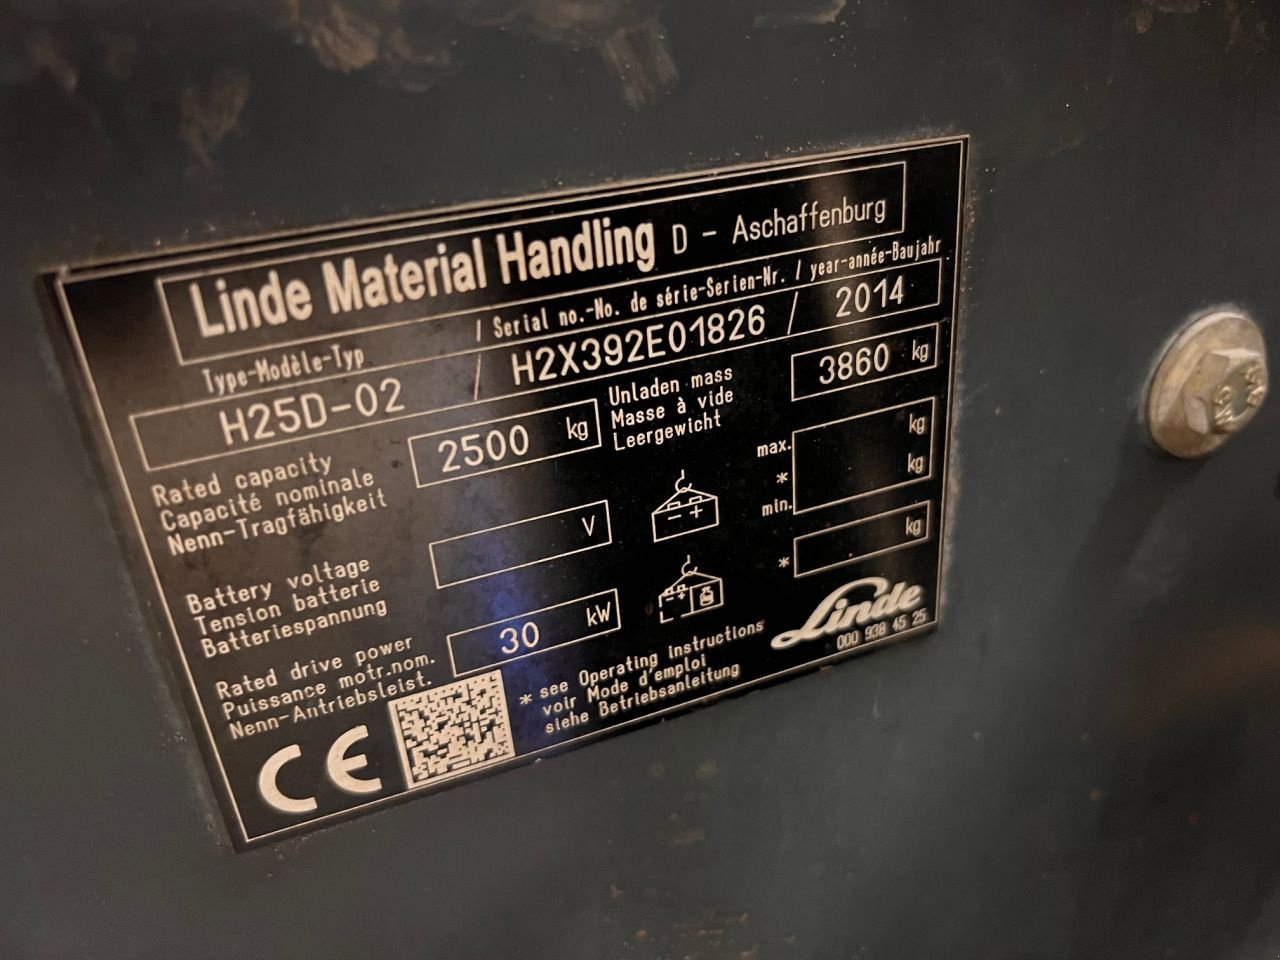 Linde Material Handling D - Aschaffenburg
Type-Modèle-Typ / Serial no.-No. de série-Serien-Nr. / year-année-Baujahr
H25D-02 / H2X392E01826 / 2014
Rated capacity
Capacité nominale
Nenn-Tragfähigkeit
2500 kg
Unladen mass
Masse à vide
Leergewicht
3860 kg
Battery voltage
Tension batterie
Batteriespannung
V
- +
max. kg
* kg
min.
Rated drive power
Puissance motr.nom.
Nenn-Antriebsleist.
30 kW
- +
* kg
* see Operating instructions
voir Mode d'emploi
siehe Betriebsanleitung
Linde
000 938 45 25
CE